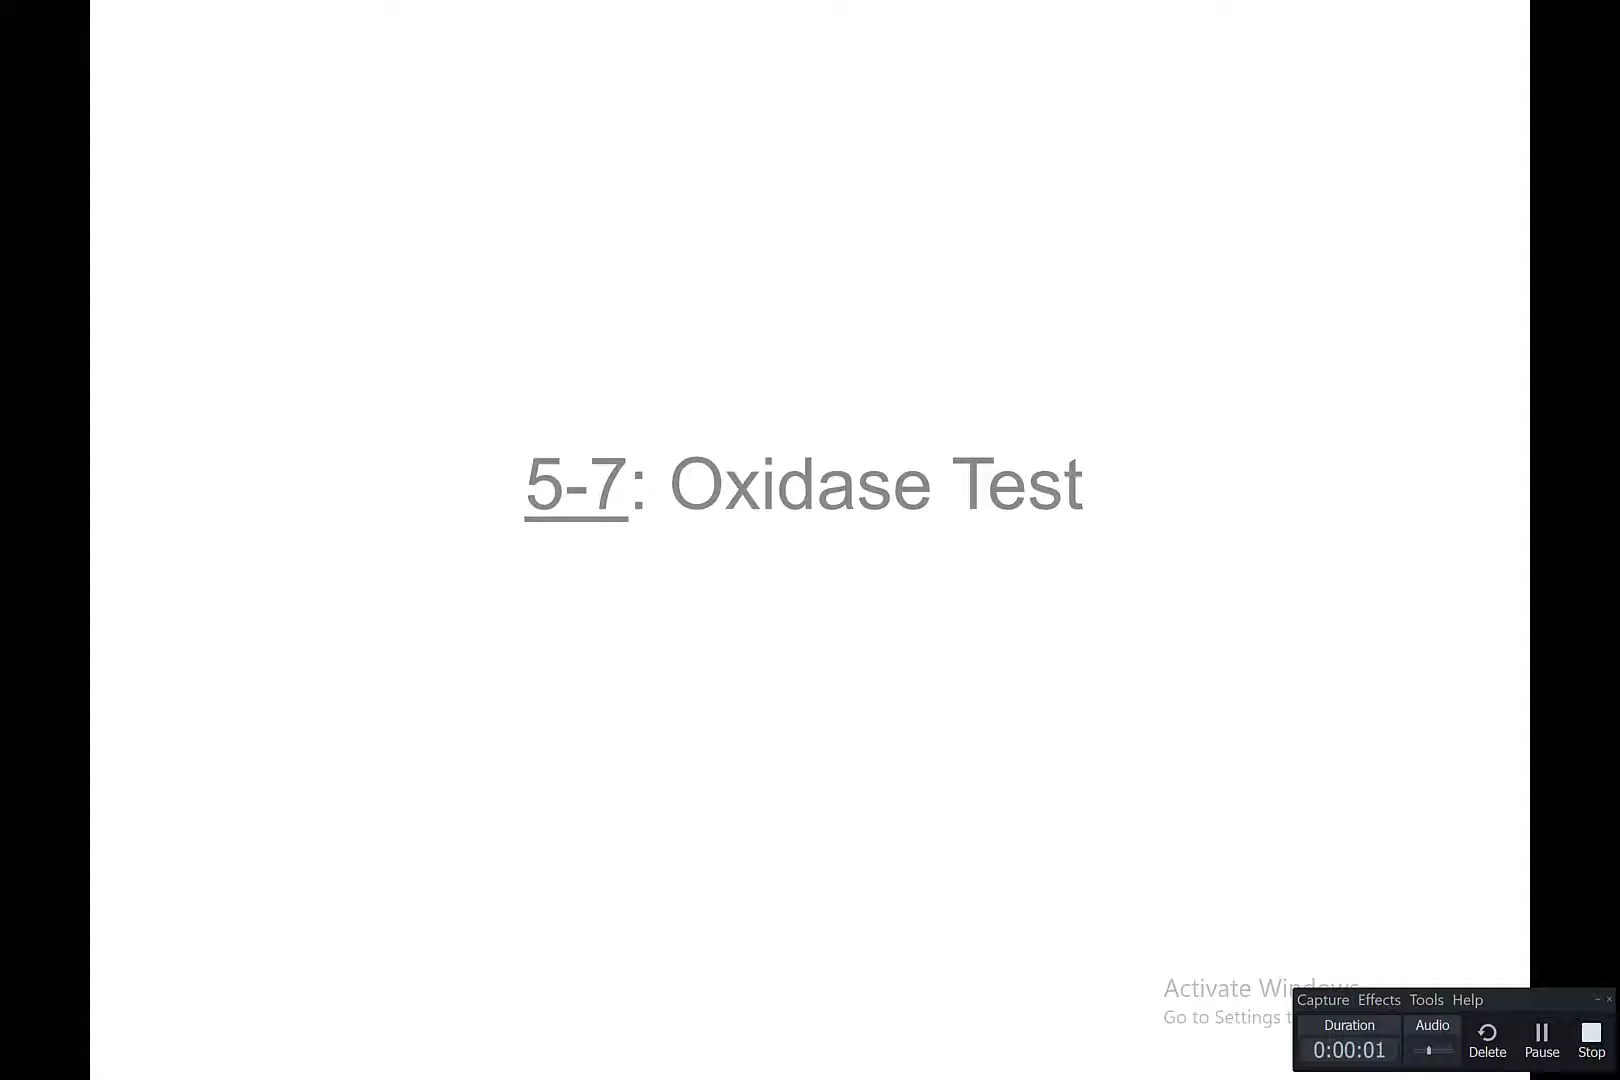 5-7: Oxidase Test
Activate Windows
Go to Settings t
Capture Effects Tools Help
Duration
Audio
0:00:01
Delete
Pause
Stop